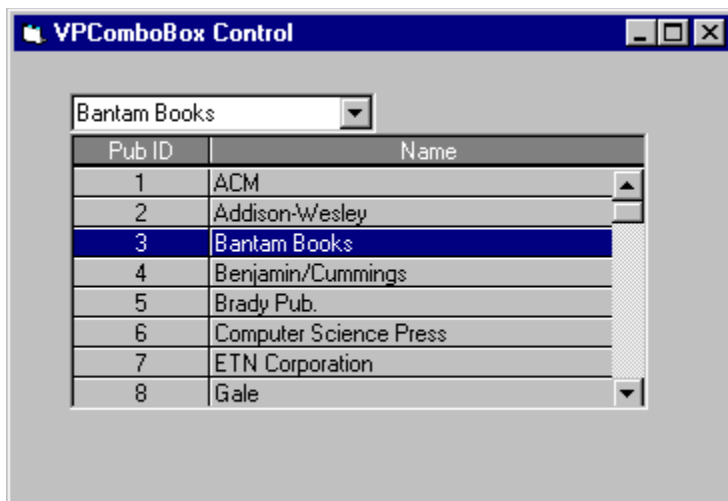 VPComboBox Control
Bantam Books
Pub ID Name
1 ACM
2 Addison-Wesley
3 Bantam Books
4 Benjamin/Cummings
5 Brady Pub.
6 Computer Science Press
7 ETN Corporation
8 Gale